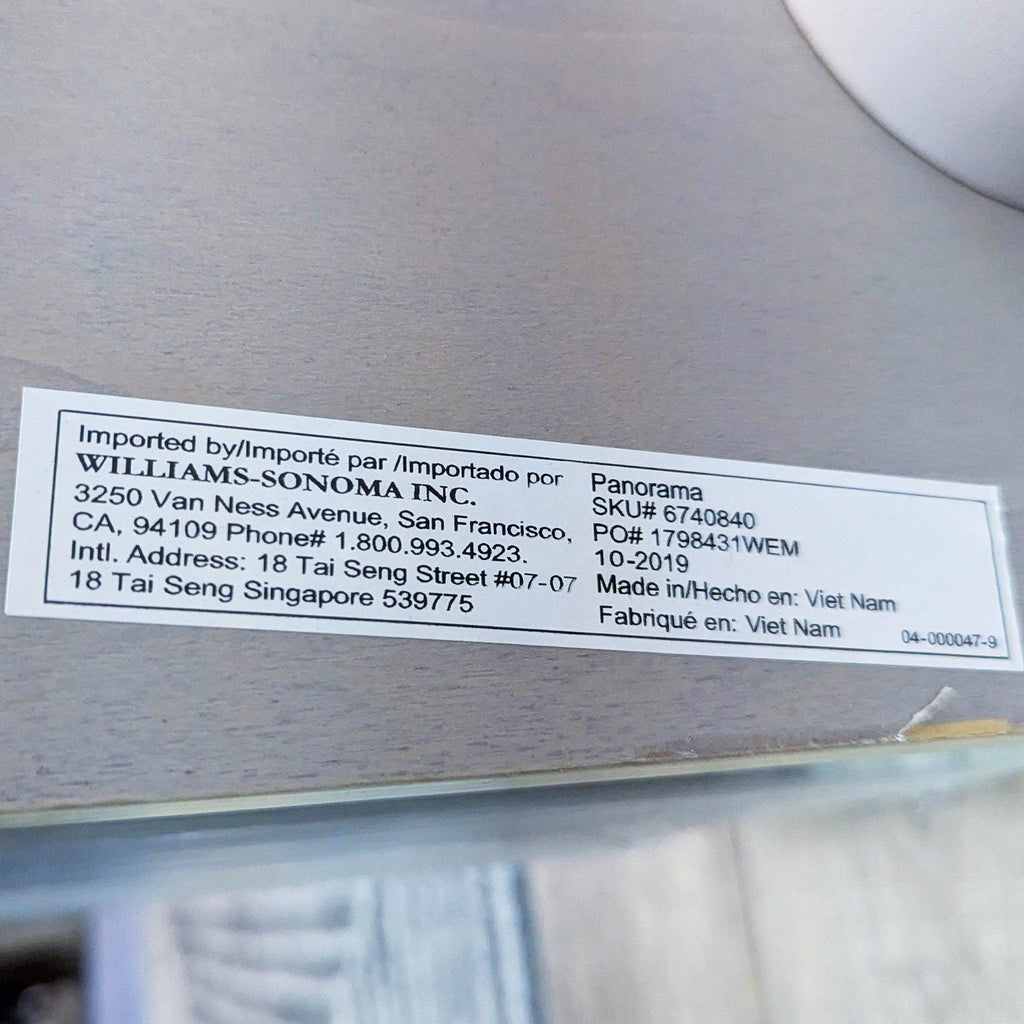 Imported by/Importé par /Importado por
WILLIAMS-SONOMA INC.
3250 Van Ness Avenue, San Francisco,
CA, 94109 Phone# 1.800.993.4923.
Intl. Address: 18 Tai Seng Street #07-07
18 Tai Seng Singapore 539775
Panorama
SKU# 6740840
PO# 1798431WEM
10-2019
Made in/Hecho en: Viet Nam
Fabriqué en: Viet Nam
04-000047-9